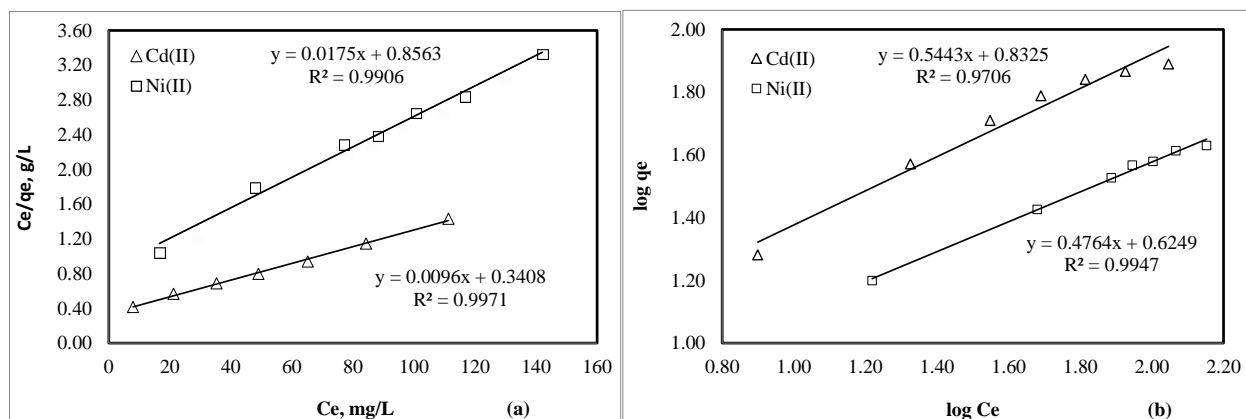 3.60
3.20
2.80
2.40
2.00
1.60
1.20
0.80
0.40
0.00
Ce/qe, g/L
Cd(II)
Ni(II)
y = 0.0175x + 0.8563
R² = 0.9906
y = 0.0096x + 0.3408
R² = 0.9971
0 20 40 60 80 100 120 140 160
Ce, mg/L (a)
2.00
1.80
1.60
1.40
1.20
1.00
log qe
Cd(II)
Ni(II)
y = 0.5443x + 0.8325
R² = 0.9706
y = 0.4764x + 0.6249
R² = 0.9947
0.80 1.00 1.20 1.40 1.60 1.80 2.00 2.20
log Ce (b)